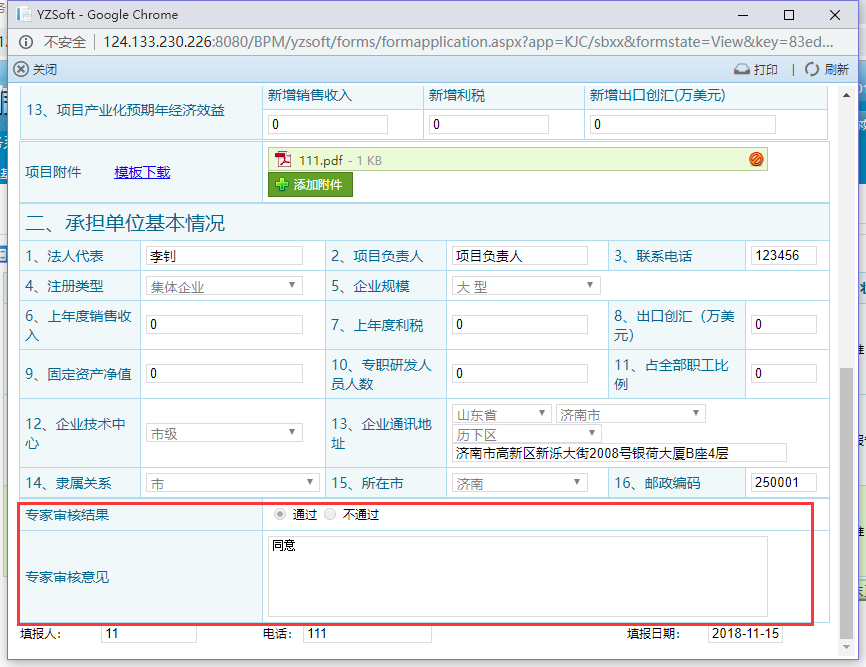 YZSoft - Google Chrome
不安全 | 124.133.230.226:8080/BPM/yzsoft/forms/formapplication.aspx?app=KJC/sbxx&formstate=View&key=83ed...
关闭 打印 | 刷新
13、项目产业化预期年经济效益
新增销售收入 新增利税 新增出口创汇(万美元)
0 0 0
项目附件 模板下载
111.pdf - 1 KB
添加附件
二、承担单位基本情况
1、法人代表 李钊 2、项目负责人 项目负责人 3、联系电话 123456
4、注册类型 集体企业 5、企业规模 大 型
6、上年度销售收
入
0 7、上年度利税 0
8、出口创汇（万美
元）
0
9、固定资产净值 0
10、专职研发人
员人数
0
11、占全部职工比
例
0
12、企业技术中
心
市级
13、企业通讯地
址
山东省 济南市
历下区
济南市高新区新泺大街2008号银荷大厦B座4层
14、隶属关系 市 15、所在市 济南 16、邮政编码 250001
专家审核结果 通过 不通过
专家审核意见
同意
填报人: 11 电话: 111 填报日期: 2018-11-15